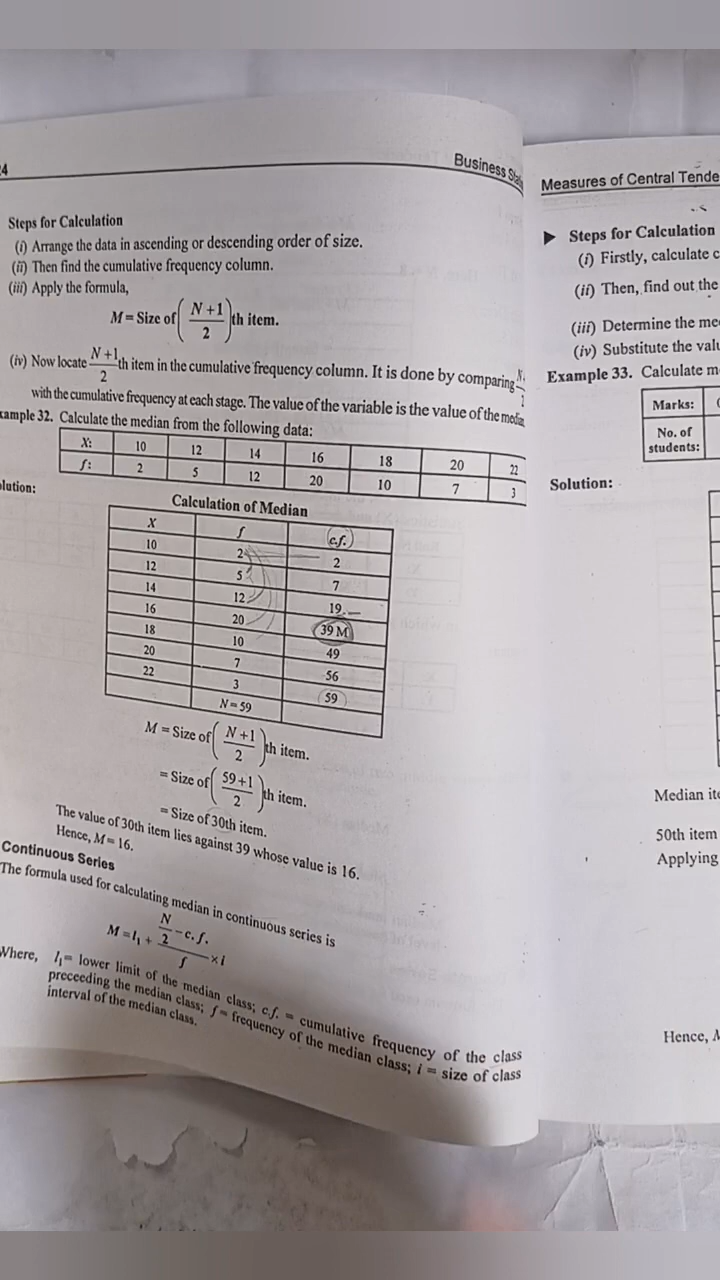 24
Business
Steps for Calculation
(i) Arrange the data in ascending or descending order of size.
(ii) Then find the cumulative frequency column.
(iii) Apply the formula,
M = Size of ( N+1 / 2 )th item.
(iv) Now locate N+1 / 2 th item in the cumulative frequency column. It is done by comparing
with the cumulative frequency at each stage. The value of the variable is the value of the
Example 32. Calculate the median from the following data:
X: 10 12 14 16 18 20 22
f: 2 5 12 20 10 7 3
Solution:
Calculation of Median
X f (c.f.)
10 2 2
12 5 7
14 12 19
16 20 39 M
18 10 49
20 7 56
22 3 59
N = 59
M = Size of ( N+1 / 2 )th item.
= Size of ( 59+1 / 2 )th item.
= Size of 30th item.
The value of 30th item lies against 39 whose value is 16.
Hence, M = 16.
Continuous Series
The formula used for calculating median in continuous series is
M = l₁ + (N/2 − c.f.) / f × i
Where, l₁ = lower limit of the median class; c.f. = cumulative frequency of the class
preceeding the median class; f = frequency of the median class; i = size of class
interval of the median class.
Measures of Central Tende
▶ Steps for Calculation
(i) Firstly, calculate c
(ii) Then, find out the
(iii) Determine the me
(iv) Substitute the valu
Example 33. Calculate m
Marks:
No. of
students:
Solution:
Median ite
50th item
Applying
Hence, M